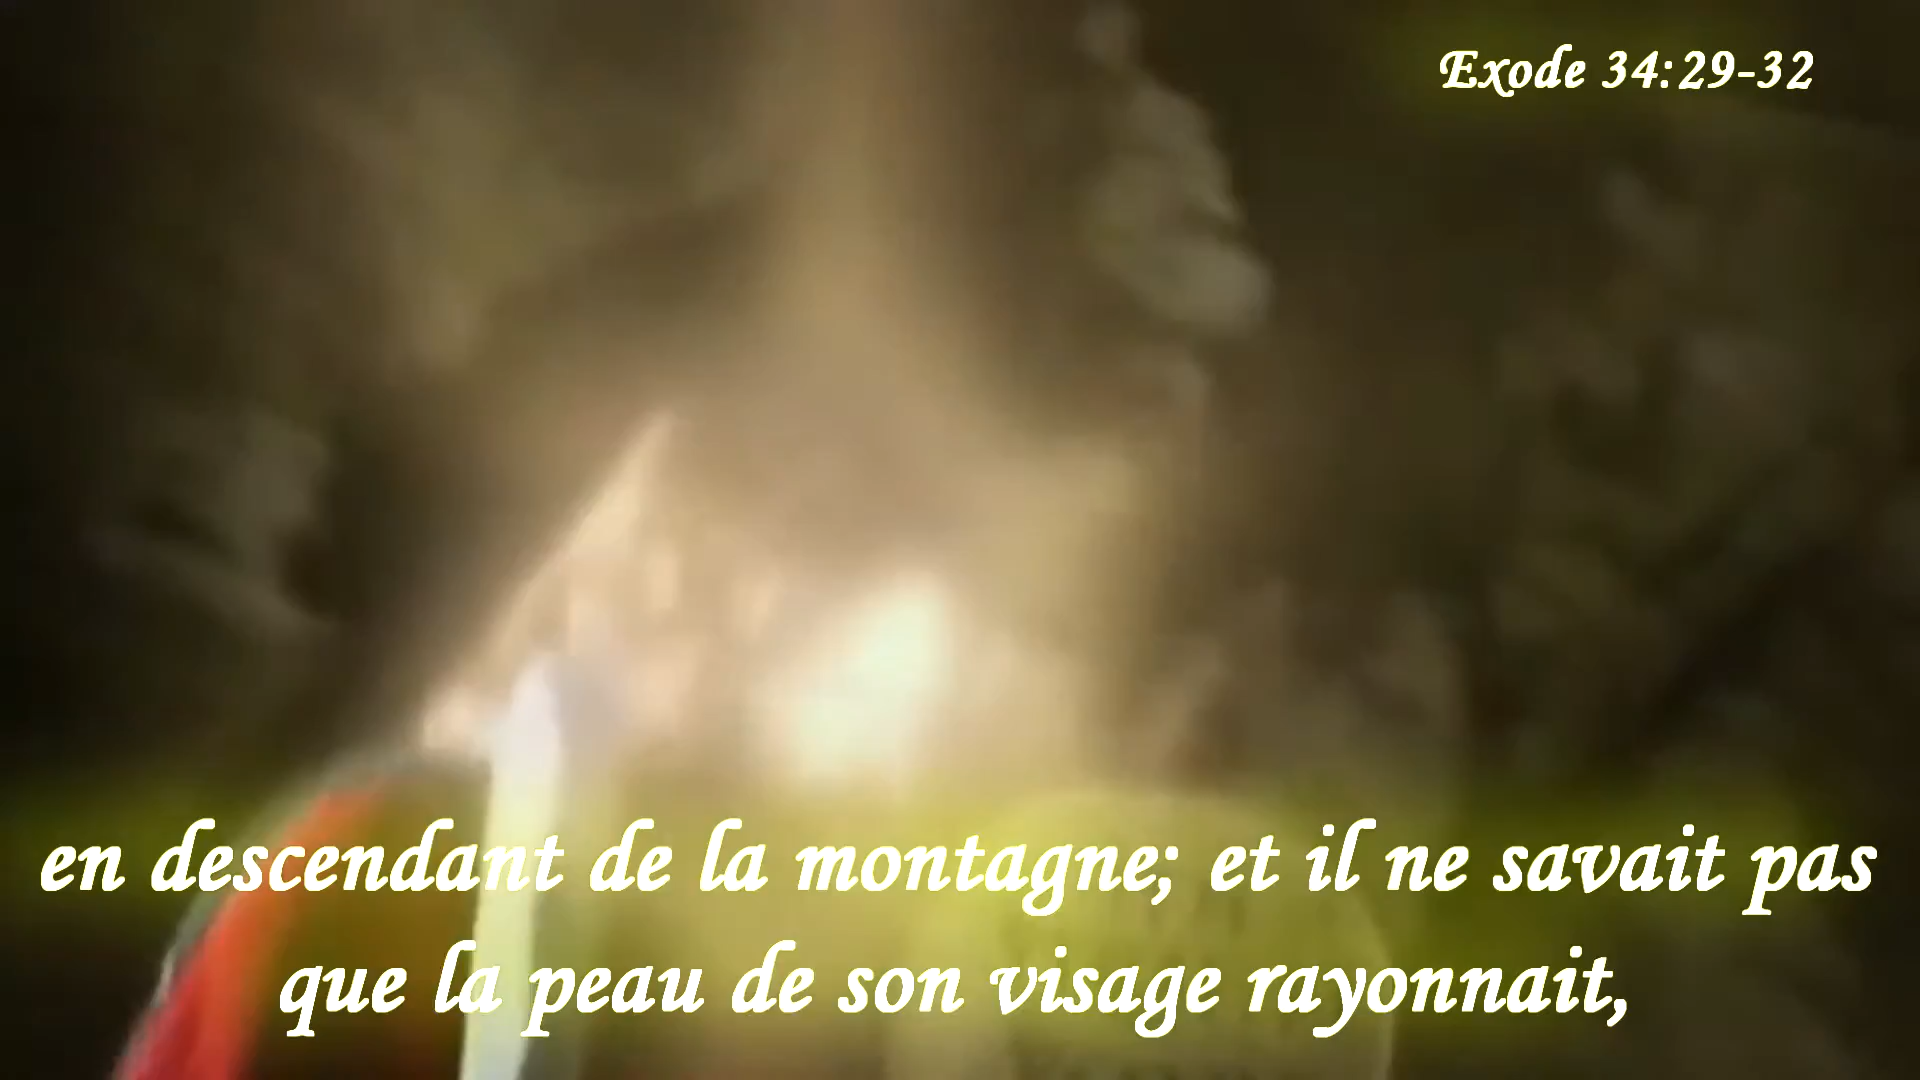 Exode 34:29-32
en descendant de la montagne; et il ne savait pas
que la peau de son visage rayonnait,